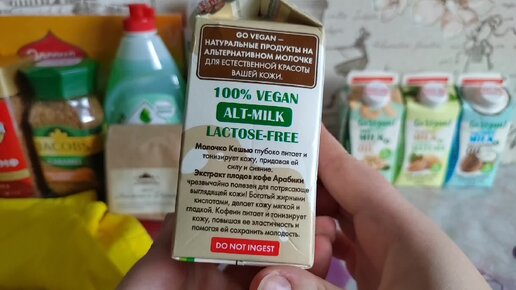 GO VEGAN –
НАТУРАЛЬНЫЕ ПРОДУКТЫ НА
АЛЬТЕРНАТИВНОМ МОЛОЧКЕ
ДЛЯ ЕСТЕСТВЕННОЙ КРАСОТЫ
ВАШЕЙ КОЖИ.
100% VEGAN
ALT-MILK
LACTOSE-FREE
Молочко Кешью глубоко питает и
тонизирует кожу, придавая ей
силу и сияние.
Экстракт плодов кофе Арабики
чрезвычайно полезен для потрясающе
выглядящей кожи! Богатый жирными
кислотами, делает кожу мягкой и
гладкой. Кофеин питает и тонизирует
кожу, повышая ее эластичность и
помогая ей сохранить молодость.
DO NOT INGEST
JACOBS
MILK
MILK